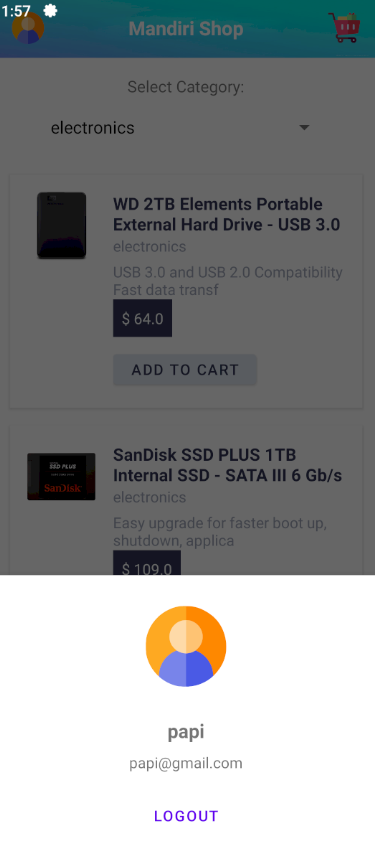 1:57
Mandiri Shop
Select Category:
electronics
WD 2TB Elements Portable
External Hard Drive - USB 3.0
electronics
USB 3.0 and USB 2.0 Compatibility
Fast data transf
$ 64.0
ADD TO CART
SSD PLUS
SanDisk
SanDisk SSD PLUS 1TB
Internal SSD - SATA III 6 Gb/s
electronics
Easy upgrade for faster boot up,
shutdown, applica
$ 109.0
papi
papi@gmail.com
LOGOUT